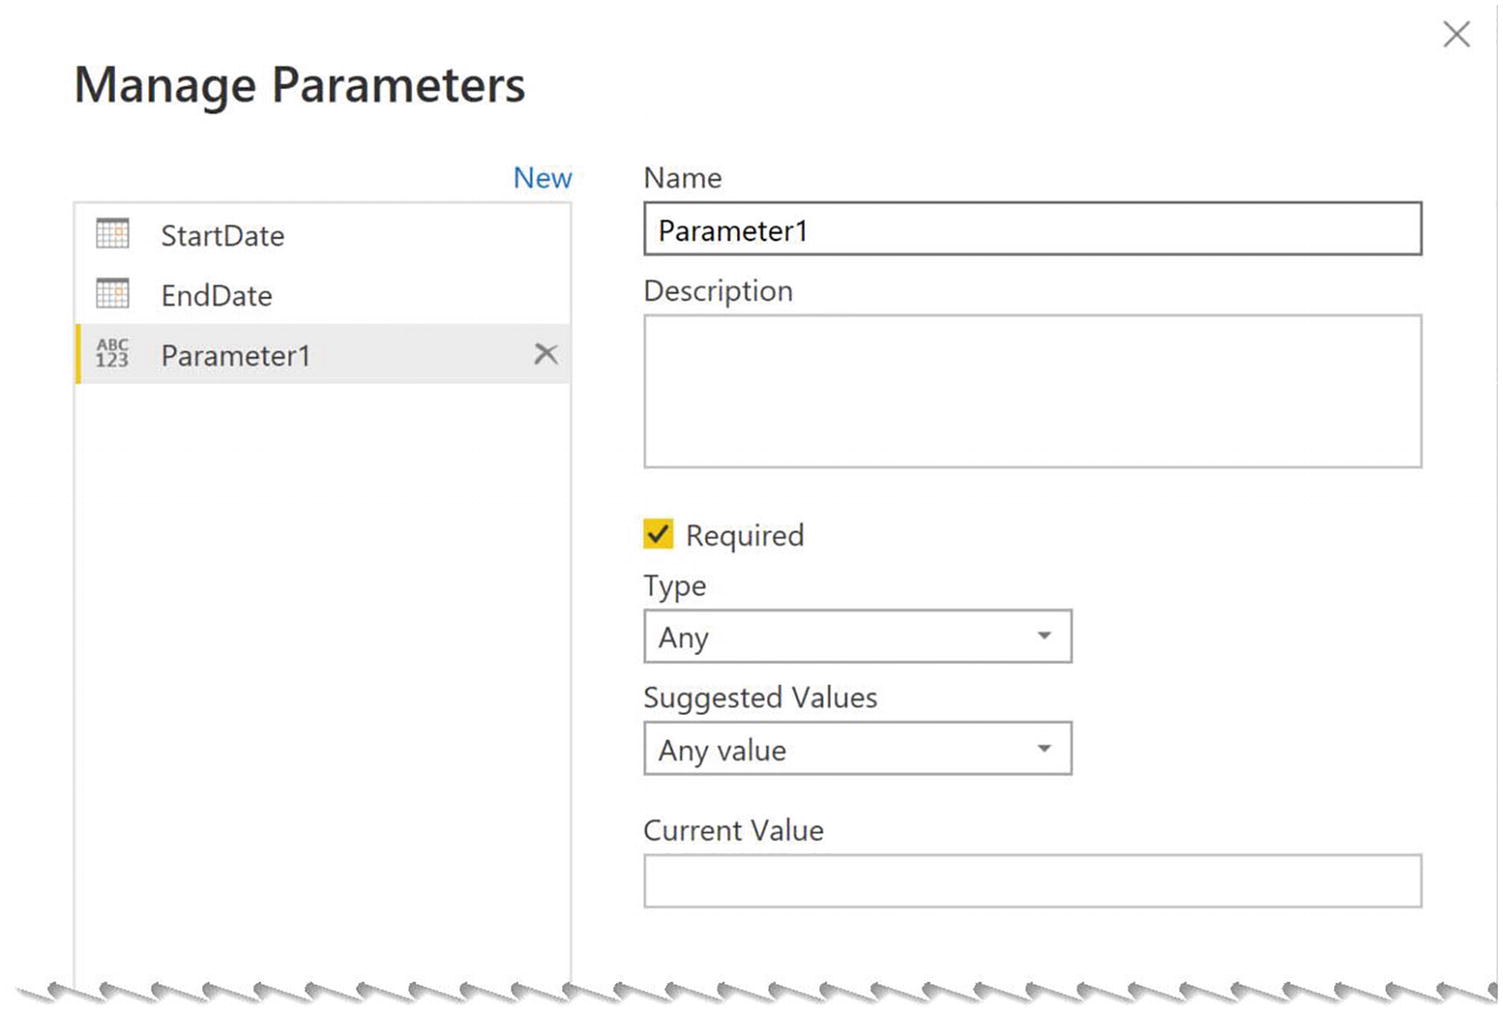 Manage Parameters
New
StartDate
EndDate
ABC
123
Parameter1
Name
Parameter1
Description
Required
Type
Any
Suggested Values
Any value
Current Value